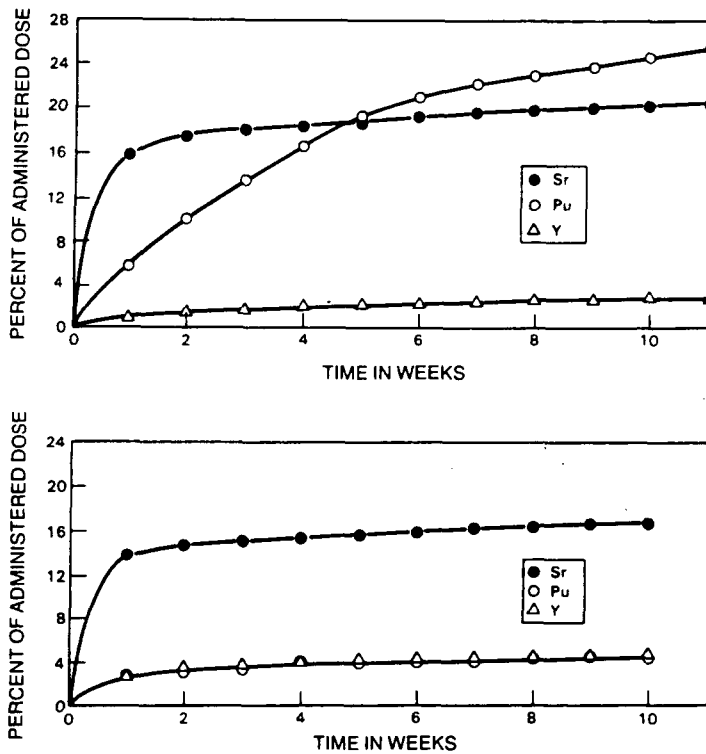 PERCENT OF ADMINISTERED DOSE
28
24
20
16
12
8
4
0
Sr
Pu
Y
0 2 4 6 8 10
TIME IN WEEKS
PERCENT OF ADMINISTERED DOSE
24
20
16
12
8
4
0
Sr
Pu
Y
0 2 4 6 8 10
TIME IN WEEKS